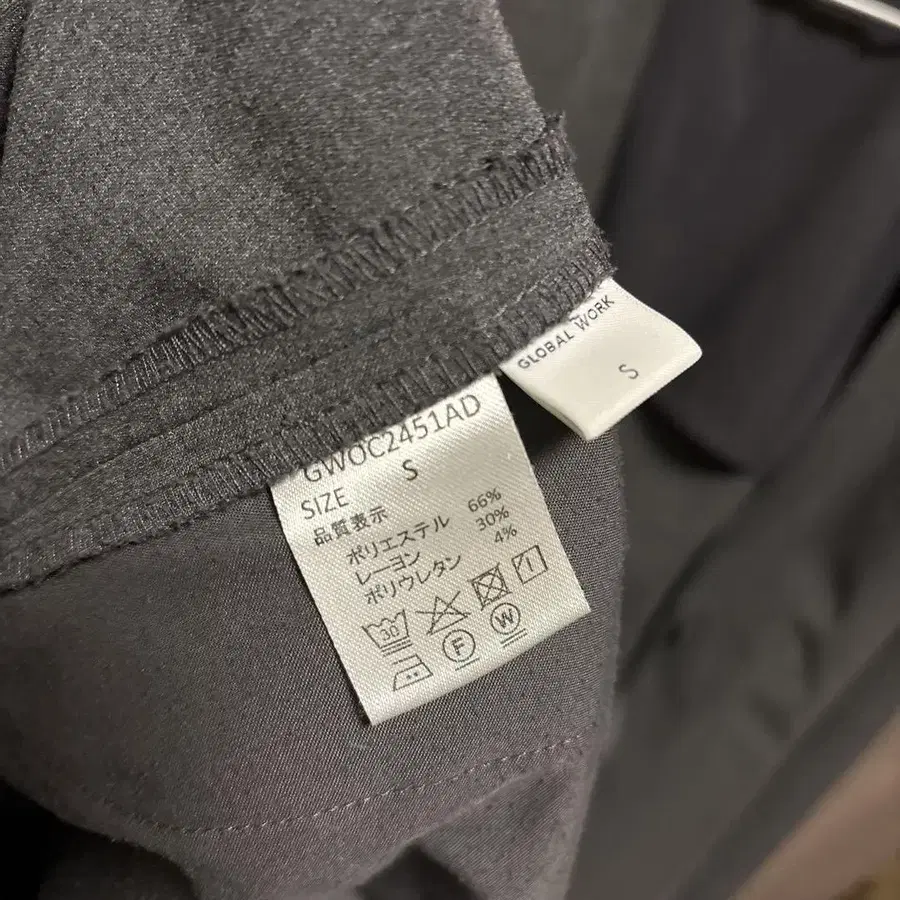 GLOBAL WORK
S
GWOC2451AD
SIZE S
品質表示
ポリエステル 66%
レーヨン 30%
ポリウレタン 4%
30
F W